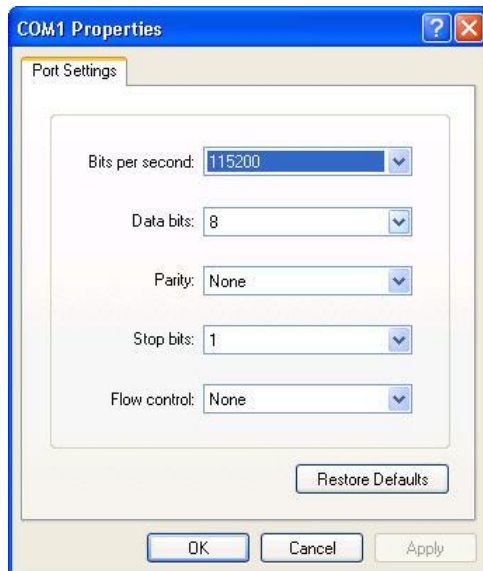 COM1 Properties
Port Settings
Bits per second: 115200
Data bits: 8
Parity: None
Stop bits: 1
Flow control: None
Restore Defaults
OK Cancel Apply